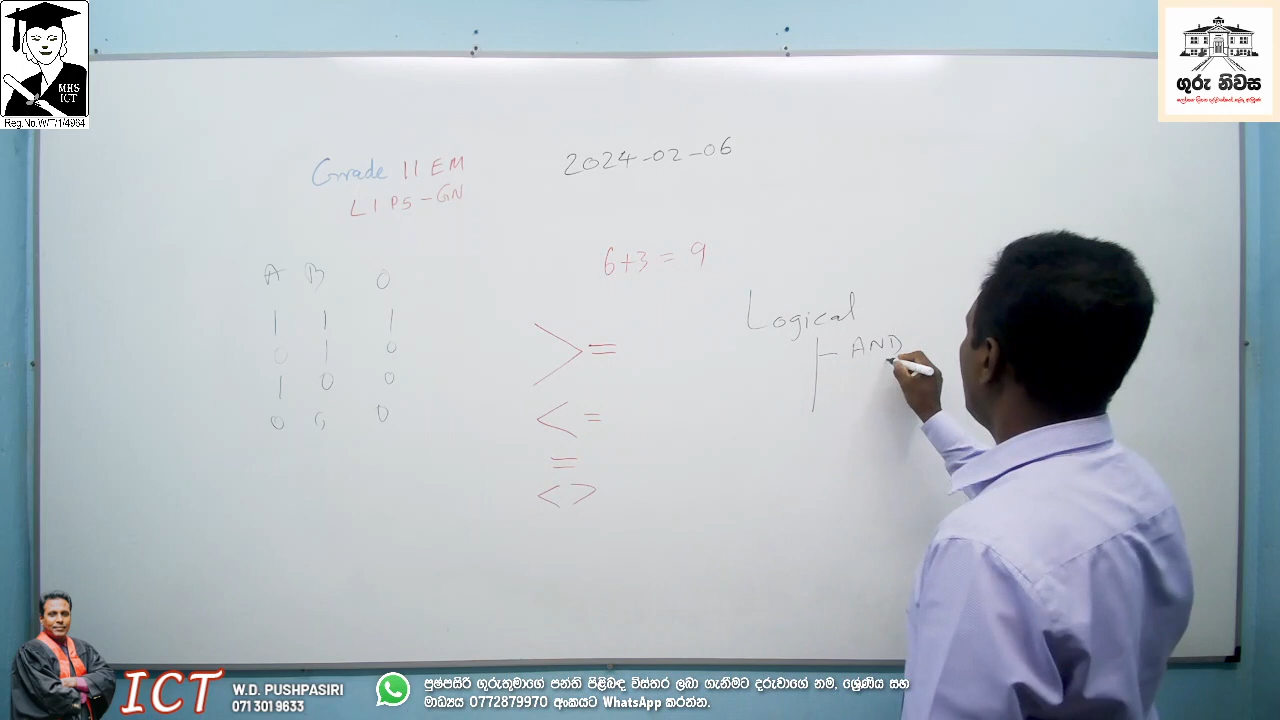 MHS
ICT
Reg.No.W/T71/4964
ගුරු නිවස
Grade 11 EM
L1 P5 - GN
2024-02-06
6+3 = 9
A B O
1 1 1
0 1 0
1 0 0
0 0 0
>=
<=
=
<>
Logical
AND
ICT
W.D. PUSHPASIRI
071 301 9633
පුෂ්පසිරි ගුරුතුමාගේ පන්ති පිළිබඳ විස්තර ලබා ගැනීමට දරුවාගේ නම, ශ්‍රේණිය සහ
මාධ්‍යය 0772879970 අංකයට WhatsApp කරන්න.